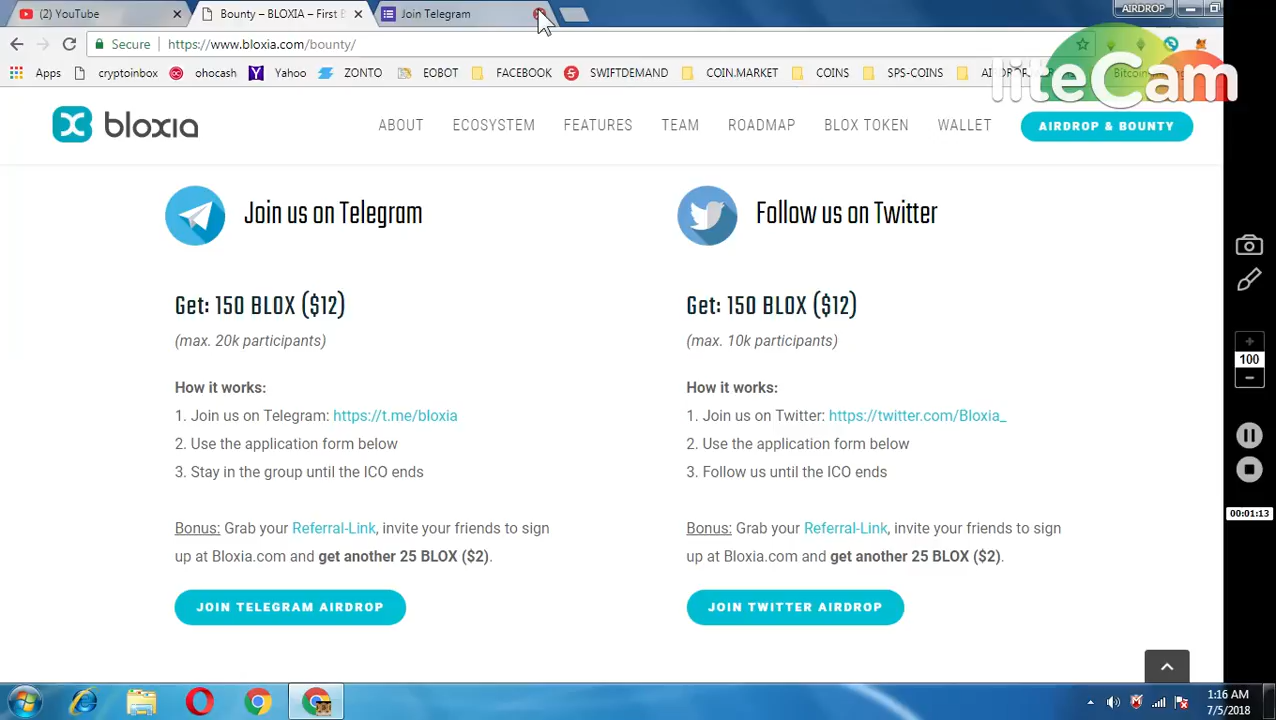 (2) YouTube
Bounty – BLOXIA – First B
Join Telegram
AIRDROP
Secure
https://www.bloxia.com/bounty/
Apps
cryptoinbox
ohocash
Yahoo
ZONTO
EOBOT
FACEBOOK
SWIFTDEMAND
COIN.MARKET
COINS
SPS-COINS
liteCam
bloxia
ABOUT
ECOSYSTEM
FEATURES
TEAM
ROADMAP
BLOX TOKEN
WALLET
AIRDROP & BOUNTY
Join us on Telegram
Get: 150 BLOX ($12)
(max. 20k participants)
How it works:
1. Join us on Telegram: https://t.me/bloxia
2. Use the application form below
3. Stay in the group until the ICO ends
Bonus: Grab your Referral-Link, invite your friends to sign
up at Bloxia.com and get another 25 BLOX ($2).
JOIN TELEGRAM AIRDROP
Follow us on Twitter
Get: 150 BLOX ($12)
(max. 10k participants)
How it works:
1. Join us on Twitter: https://twitter.com/Bloxia_
2. Use the application form below
3. Follow us until the ICO ends
Bonus: Grab your Referral-Link, invite your friends to sign
up at Bloxia.com and get another 25 BLOX ($2).
JOIN TWITTER AIRDROP
100
00:01:13
1:16 AM
7/5/2018